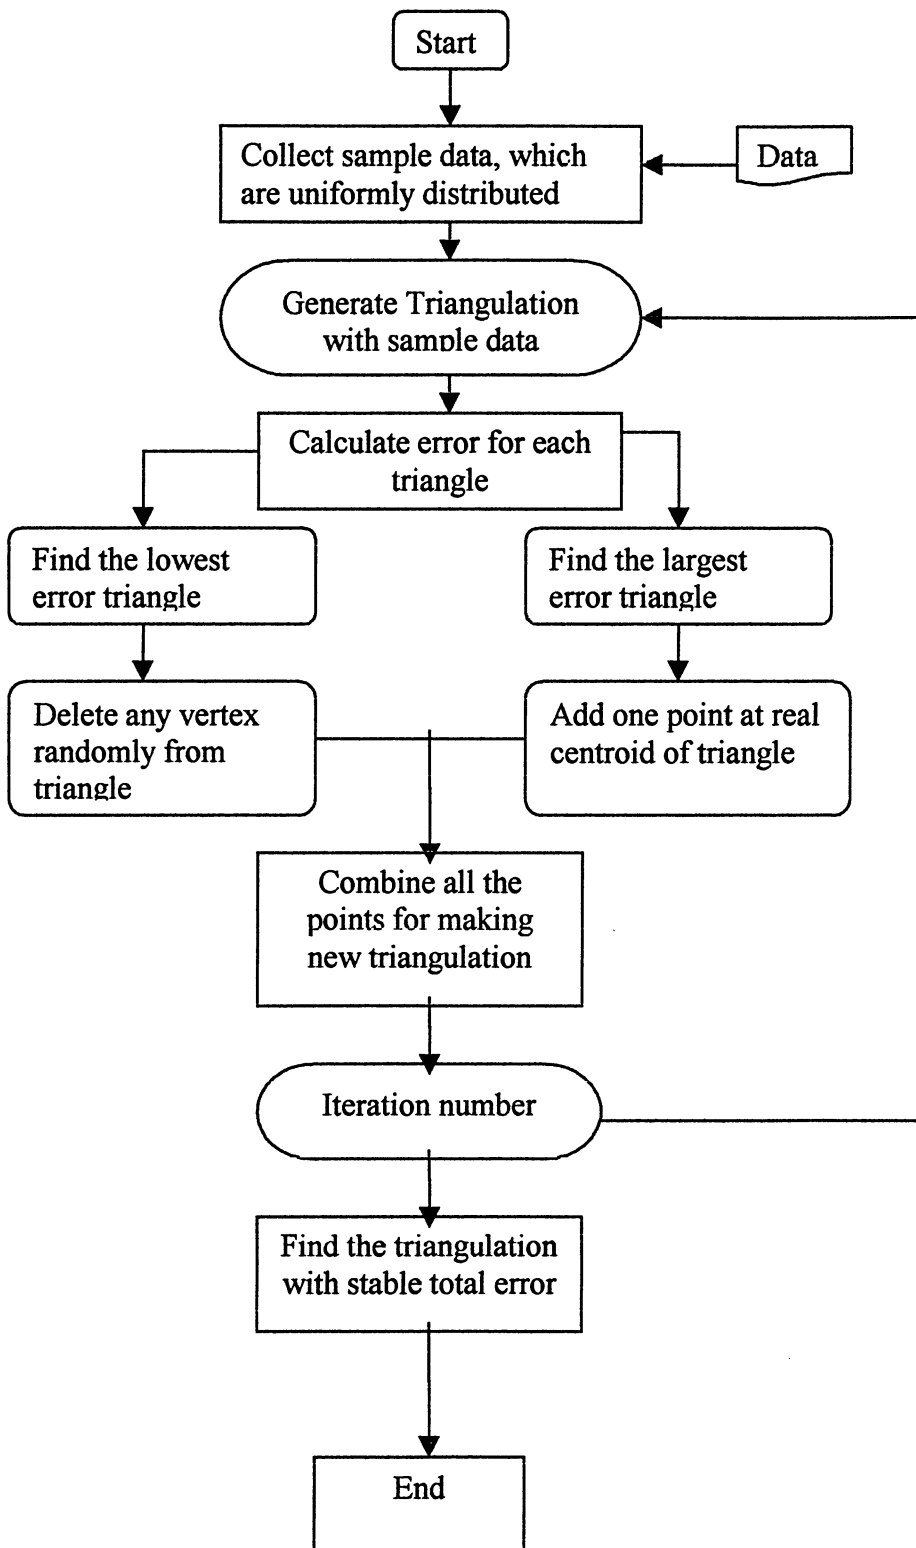 Start
Collect sample data, which
are uniformly distributed
Data
Generate Triangulation
with sample data
Calculate error for each
triangle
Find the lowest
error triangle
Find the largest
error triangle
Delete any vertex
randomly from
triangle
Add one point at real
centroid of triangle
Combine all the
points for making
new triangulation
Iteration number
Find the triangulation
with stable total error
End